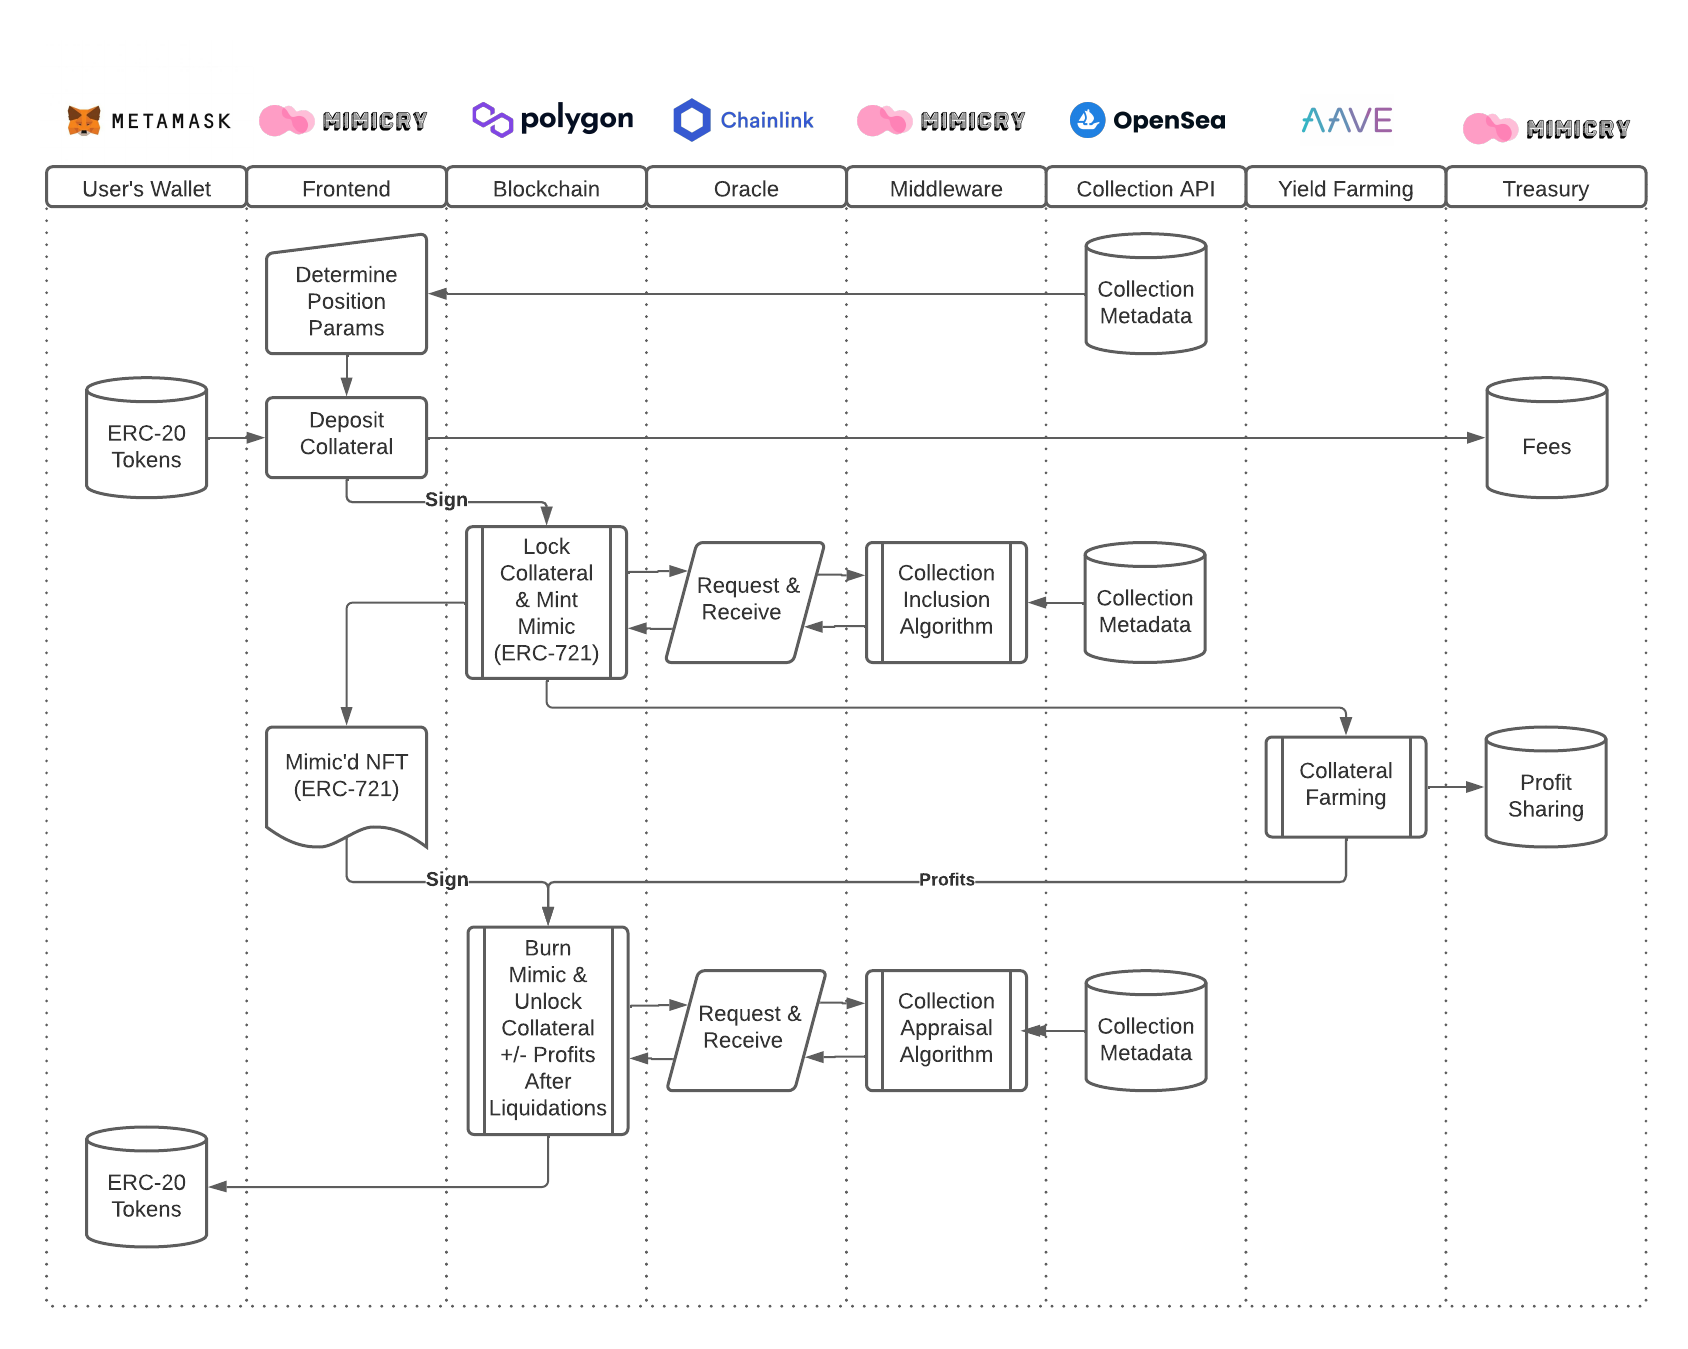 METAMASK
MIMICRY
polygon
Chainlink
MIMICRY
OpenSea
AAVE
MIMICRY
User's Wallet
Frontend
Blockchain
Oracle
Middleware
Collection API
Yield Farming
Treasury
Determine
Position
Params
Collection
Metadata
ERC-20
Tokens
Deposit
Collateral
Fees
Sign
Lock
Collateral
& Mint
Mimic
(ERC-721)
Request &
Receive
Collection
Inclusion
Algorithm
Collection
Metadata
Mimic'd NFT
(ERC-721)
Collateral
Farming
Profit
Sharing
Sign
Profits
Burn
Mimic &
Unlock
Collateral
+/- Profits
After
Liquidations
Request &
Receive
Collection
Appraisal
Algorithm
Collection
Metadata
ERC-20
Tokens